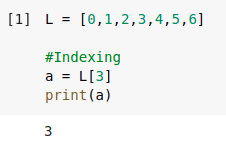 [1] L = [0,1,2,3,4,5,6]
#Indexing
a = L[3]
print(a)
3